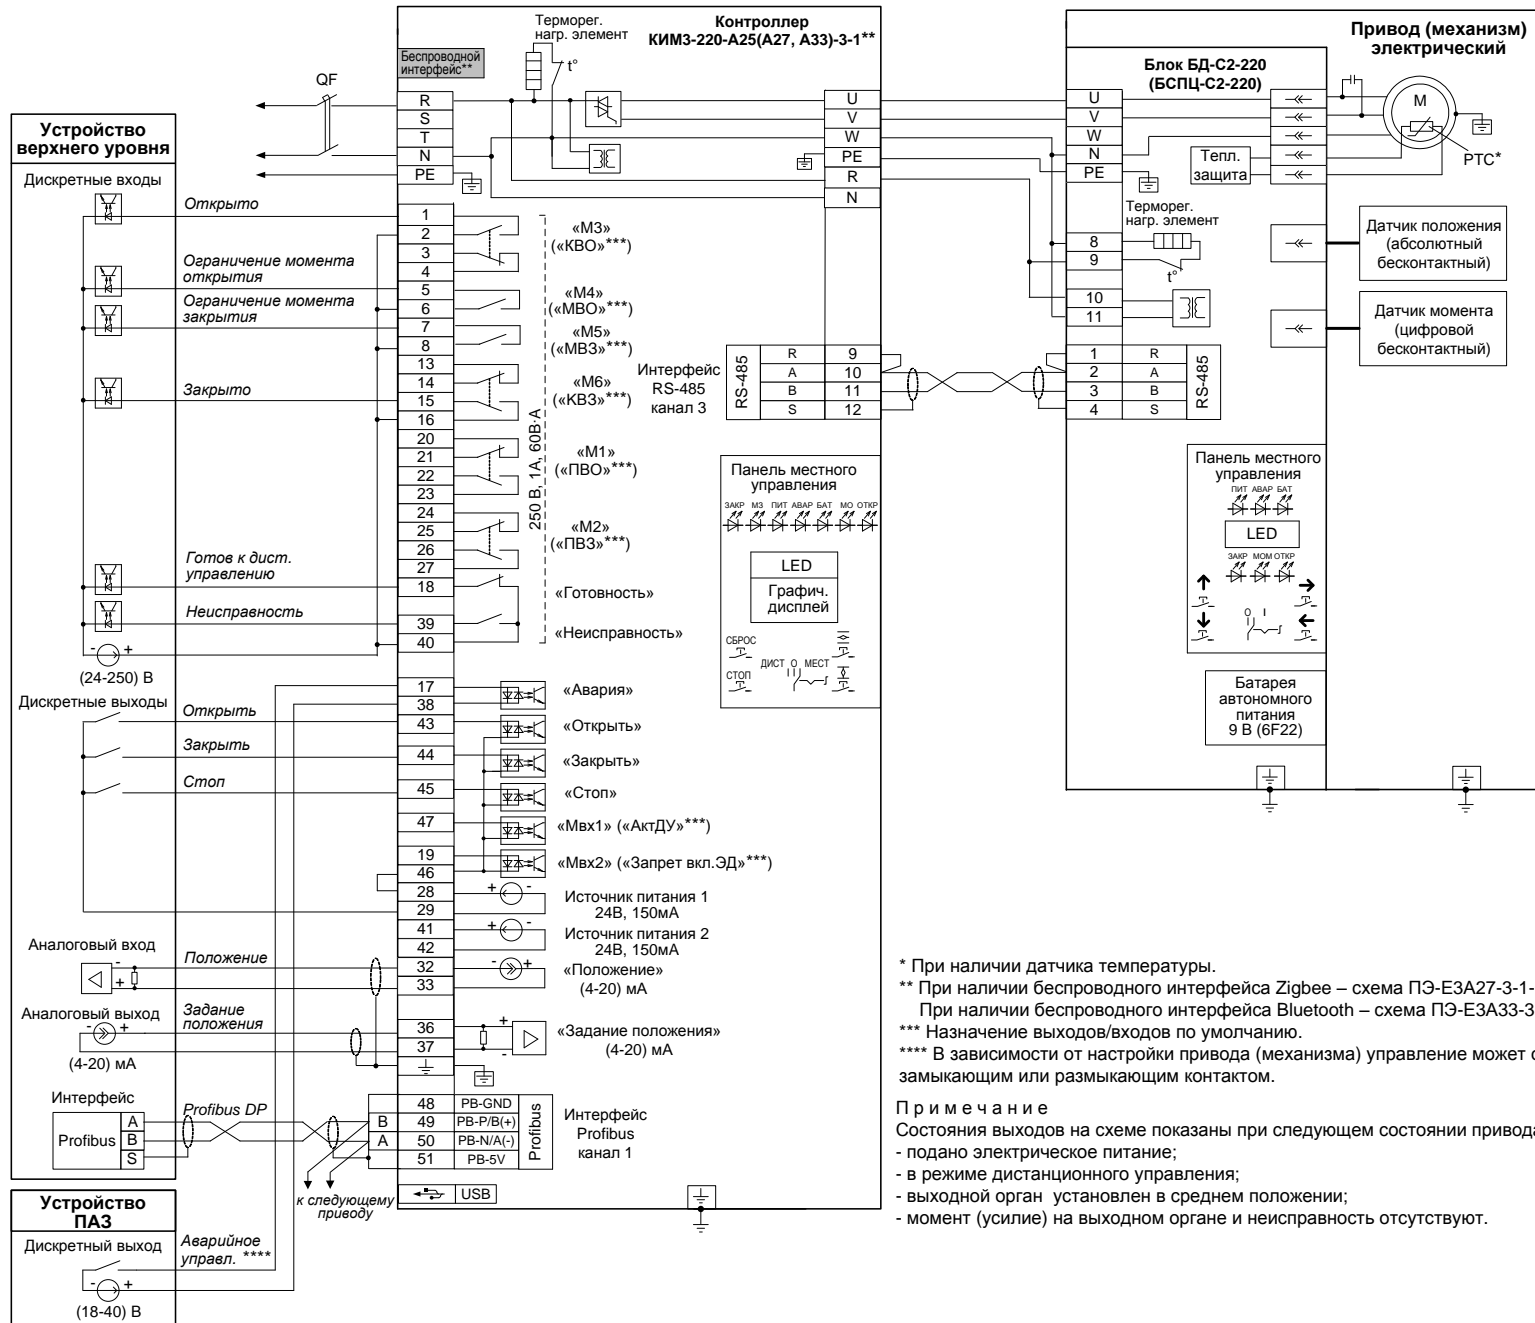 Контроллер
КИМ3-220-А25(А27, А33)-3-1**
Терморег.
нагр. элемент
t°
Беспроводной
интерфейс**
QF
R
S
T
N
PE
U
V
W
PE
R
N
Устройство
верхнего уровня
Дискретные входы
Открыто
Ограничение момента
открытия
Ограничение момента
закрытия
Закрыто
Готов к дист.
управлению
Неисправность
- +
(24-250) В
1
2
3
4
5
6
7
8
13
14
15
16
20
21
22
23
24
25
26
27
18
39
40
«М3»
(«КВО»***)
«М4»
(«МВО»***)
«М5»
(«МВЗ»***)
«М6»
(«КВЗ»***)
«М1»
(«ПВО»***)
«М2»
(«ПВЗ»***)
«Готовность»
«Неисправность»
250 В, 1А, 60В·А
Интерфейс
RS-485
канал 3
RS-485
R 9
A 10
B 11
S 12
Панель местного
управления
ЗАКР МЗ ПИТ АВАР БАТ МО ОТКР
LED
Графич.
дисплей
СБРОС
СТОП
ДИСТ О МЕСТ
Дискретные выходы
Открыть
Закрыть
Стоп
17
38
43
44
45
47
19
46
28
29
41
42
32
33
36
37
«Авария»
«Открыть»
«Закрыть»
«Стоп»
«Мвх1» («АктДУ»***)
«Мвх2» («Запрет вкл.ЭД»***)
+ -
Источник питания 1
24В, 150мА
+ -
Источник питания 2
24В, 150мА
- +
«Положение»
(4-20) мА
+
-
«Задание положения»
(4-20) мА
Аналоговый вход
-
+
Положение
Аналоговый выход
- +
(4-20) мА
Задание
положения
Интерфейс
Profibus
A
B
S
Profibus DP
B
A
48 PB-GND
49 PB-P/B(+)
50 PB-N/A(-)
51 PB-5V
Profibus
Интерфейс
Profibus
канал 1
USB
к следующему
приводу
Устройство
ПАЗ
Дискретный выход
- +
(18-40) В
Аварийное
управл. ****
Привод (механизм)
электрический
Блок БД-С2-220
(БСПЦ-С2-220)
U
V
W
N
PE
Тепл.
защита
M
PTC*
Терморег.
нагр. элемент
t°
8
9
10
11
1 R
2 A
3 B
4 S
RS-485
Датчик положения
(абсолютный
бесконтактный)
Датчик момента
(цифровой
бесконтактный)
Панель местного
управления
ПИТ АВАР БАТ
LED
ЗАКР МОМ ОТКР
О I
Батарея
автономного
питания
9 В (6F22)
* При наличии датчика температуры.
** При наличии беспроводного интерфейса Zigbee – схема ПЭ-Е3А27-3-1-
При наличии беспроводного интерфейса Bluetooth – схема ПЭ-Е3А33-3
*** Назначение выходов/входов по умолчанию.
**** В зависимости от настройки привода (механизма) управление может
замыкающим или размыкающим контактом.
П р и м е ч а н и е
Состояния выходов на схеме показаны при следующем состоянии привода
- подано электрическое питание;
- в режиме дистанционного управления;
- выходной орган установлен в среднем положении;
- момент (усилие) на выходном органе и неисправность отсутствуют.